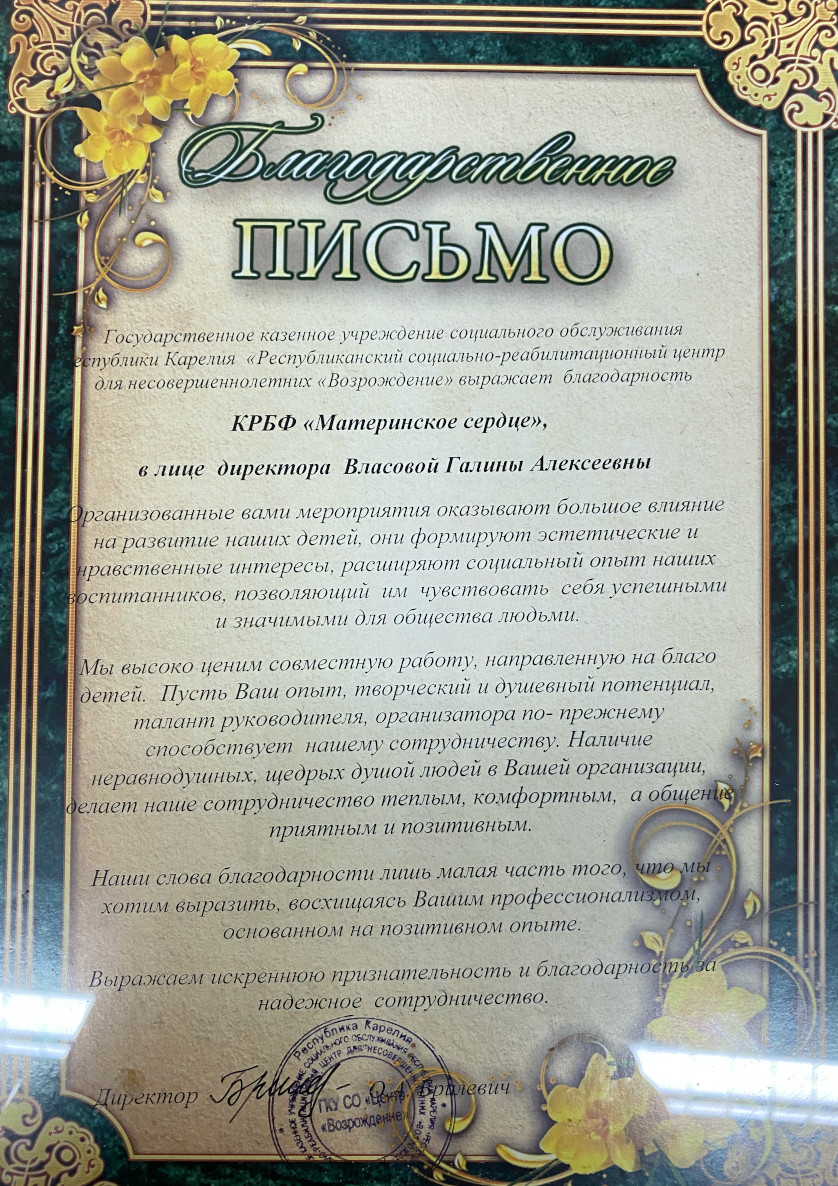 Благодарственное
ПИСЬМО
Государственное казенное учреждение социального обслуживания
еспублики Карелия «Республиканский социально-реабилитационный центр
для несовершеннолетних «Возрождение» выражает благодарность
КРБФ «Материнское сердце»,
в лице директора Власовой Галины Алексеевны
Организованные вами мероприятия оказывают большое влияние
на развитие наших детей, они формируют эстетические и
нравственные интересы, расширяют социальный опыт наших
воспитанников, позволяющий им чувствовать себя успешными
и значимыми для общества людьми.
Мы высоко ценим совместную работу, направленную на благо
детей. Пусть Ваш опыт, творческий и душевный потенциал,
талант руководителя, организатора по- прежнему
способствует нашему сотрудничеству. Наличие
неравнодушных, щедрых душой людей в Вашей организации,
делает наше сотрудничество теплым, комфортным, а общение
приятным и позитивным.
Наши слова благодарности лишь малая часть того, что мы
хотим выразить, восхищаясь Вашим профессионализмом,
основанном на позитивном опыте.
Выражаем искреннюю признательность и благодарность за
надежное сотрудничество.
Директор О.А. Брилевич
Республика Карелия
ГКУ СО «Центр
«Возрождение»